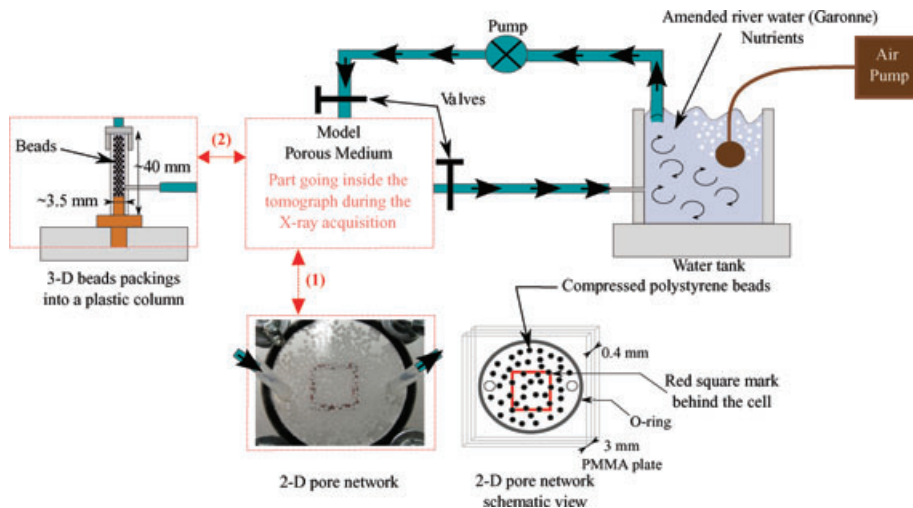 Amended river water (Garonne)
Nutrients
Pump
Air
Pump
Valves
(2)
Beads
~40 mm
~3.5 mm
Model
Porous Medium
Part going inside the
tomograph during the
X-ray acquisition
3-D beads packings
into a plastic column
(1)
Water tank
Compressed polystyrene beads
0.4 mm
Red square mark
behind the cell
O-ring
3 mm
PMMA plate
2-D pore network
2-D pore network
schematic view